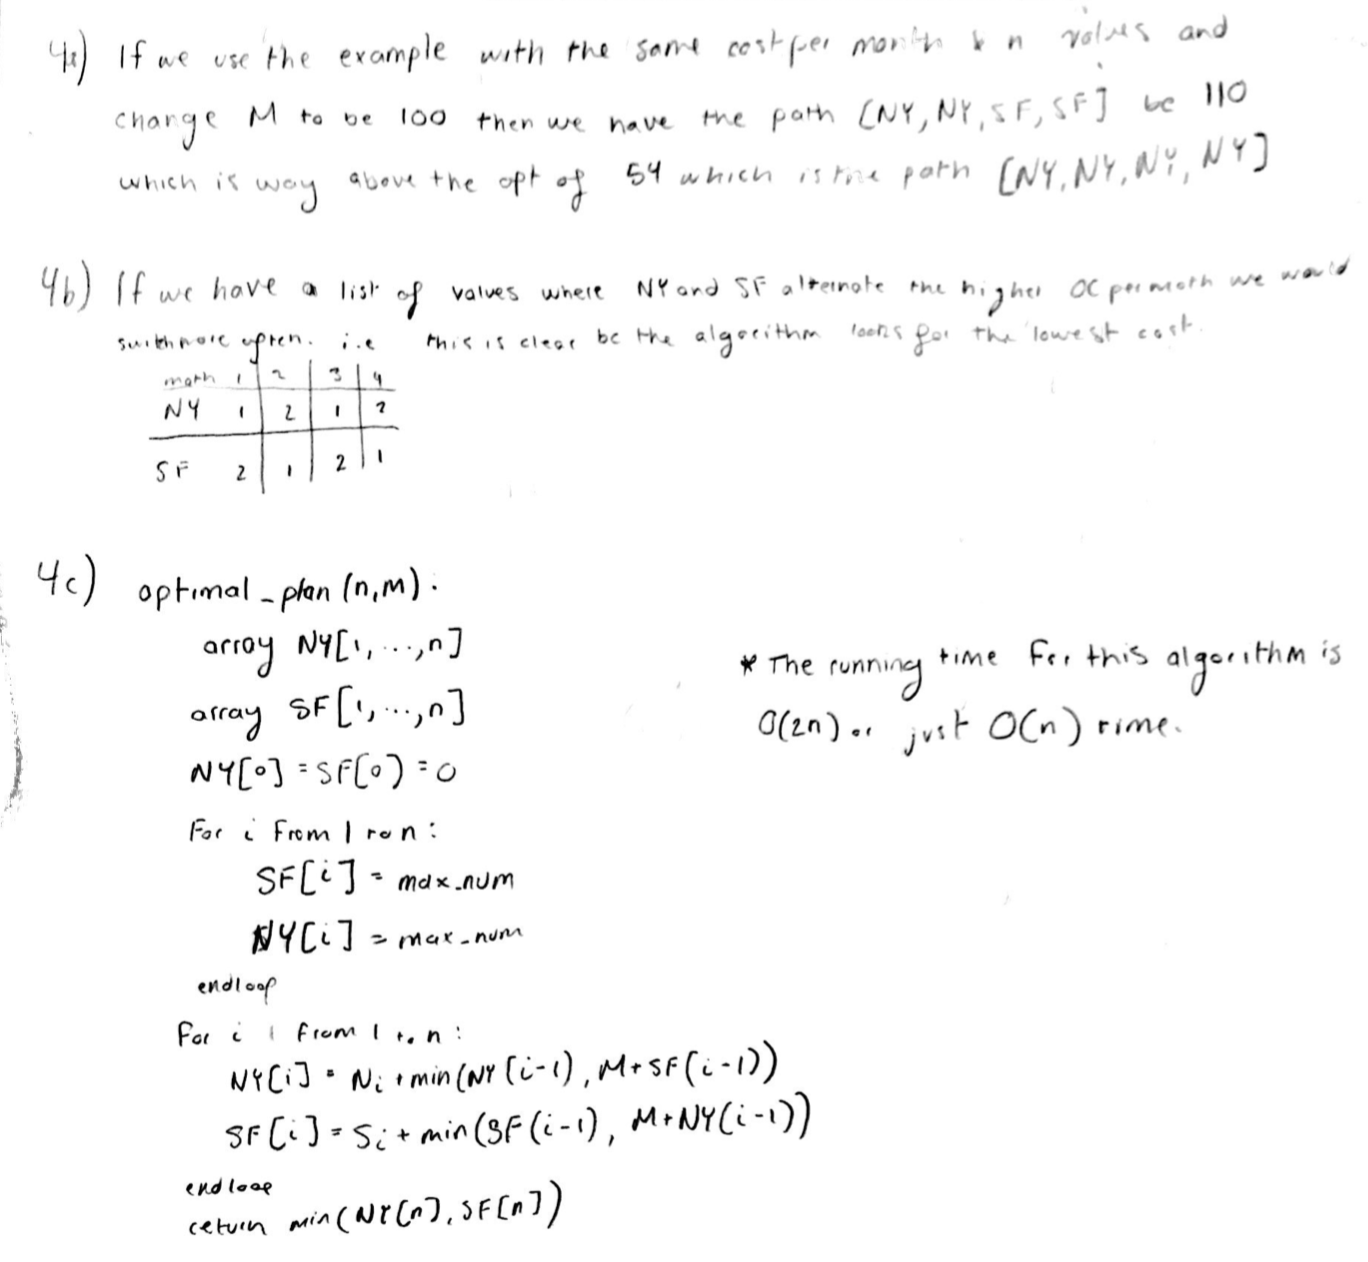 4a) If we use the example with the same cost per month & n values and
change M to be 100 then we have the path [NY, NY, SF, SF] be 110
which is way above the opt of 54 which is the path [NY, NY, NY, NY]
4b) If we have a list of values where NY and SF alternate the higher OC per month we would
more often. i.e this is clear bc the algorithm looks for the lowest cost.
1 2 3 4
NY 1 2 1 2
SF 2 1 2 1
4c) optimal_plan (n,m):
array NY[1,...,n]
array SF[1,...,n]
NY[0] = SF[0) = 0
* The running time for this algorithm is
O(2n) or just O(n) time.
For i from 1 to n:
SF[i] = max_num
NY[i] = max_num
endloop
For i from 1 to n:
NY[i] = Ni + min(NY[i-1), M+SF(i-1))
SF[i] = Si + min(SF(i-1), M+NY(i-1))
endloop
return min(NY[n], SF[n])